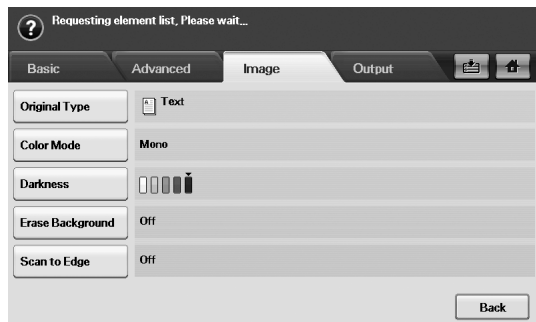 Requesting element list, Please wait...
Basic Advanced Image Output
Original Type Text
Color Mode Mono
Darkness
Erase Background Off
Scan to Edge Off
Back